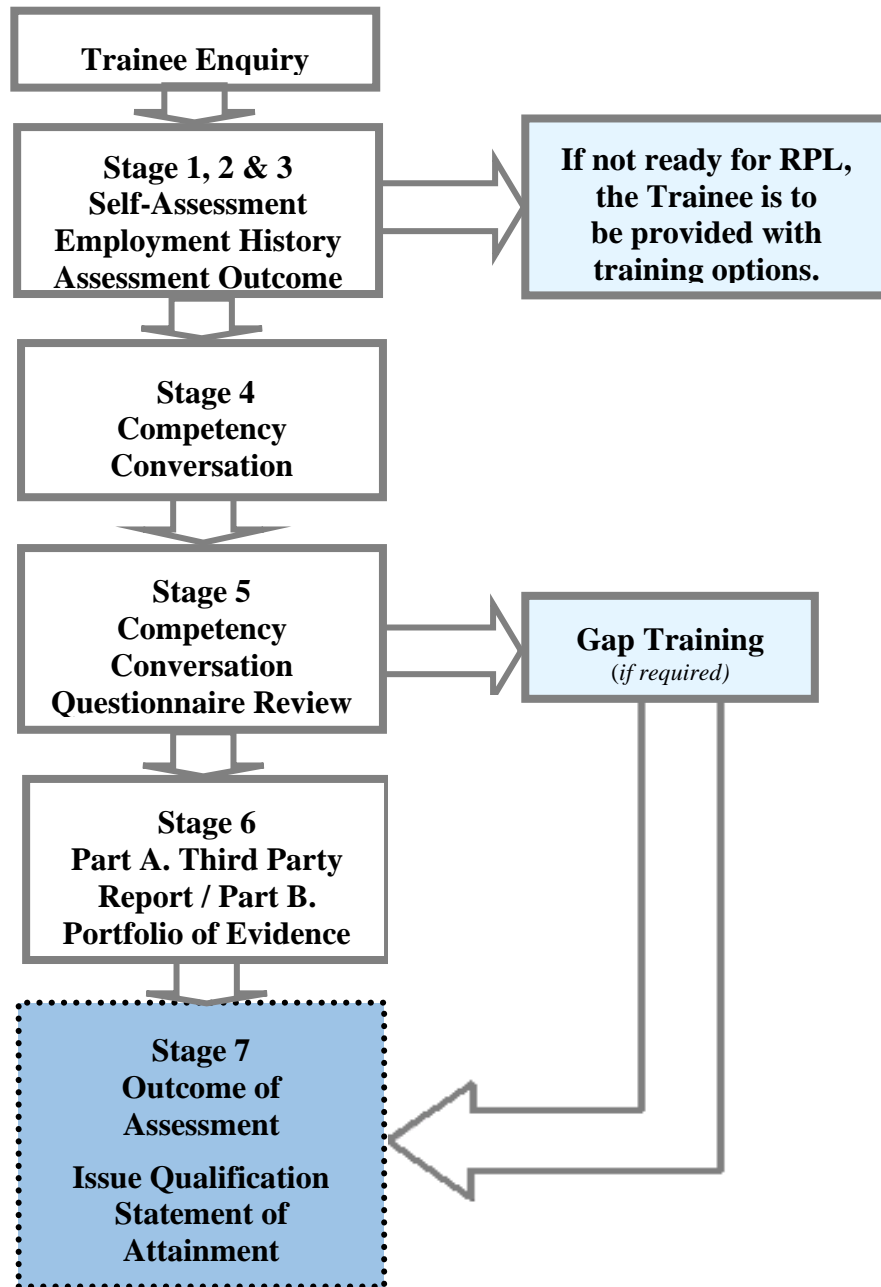 Trainee Enquiry
Stage 1, 2 & 3
Self-Assessment
Employment History
Assessment Outcome
If not ready for RPL,
the Trainee is to
be provided with
training options.
Stage 4
Competency
Conversation
Stage 5
Competency
Conversation
Questionnaire Review
Gap Training
(if required)
Stage 6
Part A. Third Party
Report / Part B.
Portfolio of Evidence
Stage 7
Outcome of
Assessment
Issue Qualification
Statement of
Attainment